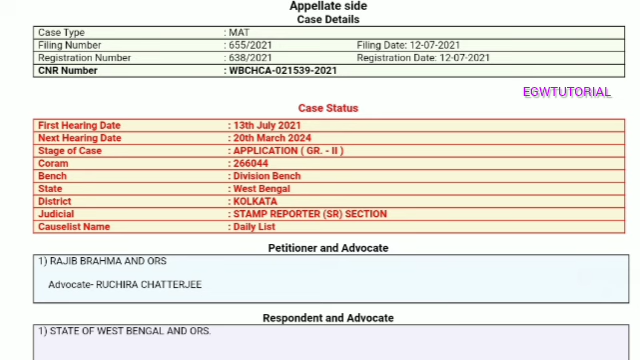 Appellate side
Case Details
Case Type : MAT
Filing Number : 655/2021 Filing Date: 12-07-2021
Registration Number : 638/2021 Registration Date: 12-07-2021
CNR Number : WBCHCA-021539-2021
EGWTUTORIAL
Case Status
First Hearing Date : 13th July 2021
Next Hearing Date : 20th March 2024
Stage of Case : APPLICATION ( GR. - II )
Coram : 266044
Bench : Division Bench
State : West Bengal
District : KOLKATA
Judicial : STAMP REPORTER (SR) SECTION
Causelist Name : Daily List
Petitioner and Advocate
1) RAJIB BRAHMA AND ORS
Advocate- RUCHIRA CHATTERJEE
Respondent and Advocate
1) STATE OF WEST BENGAL AND ORS.